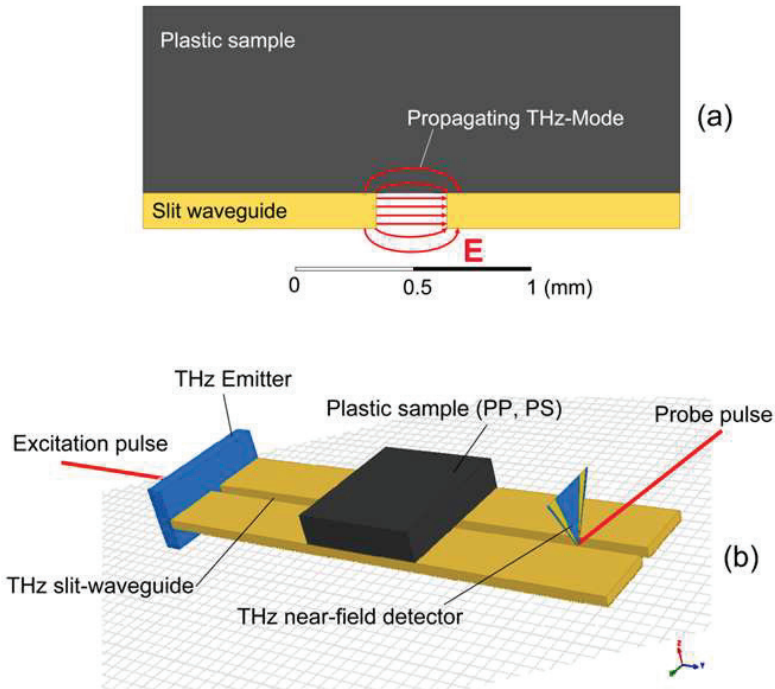 Plastic sample
Propagating THz-Mode
(a)
Slit waveguide
E
0 0.5 1 (mm)
THz Emitter
Plastic sample (PP, PS)
Probe pulse
Excitation pulse
(b)
THz slit-waveguide
THz near-field detector